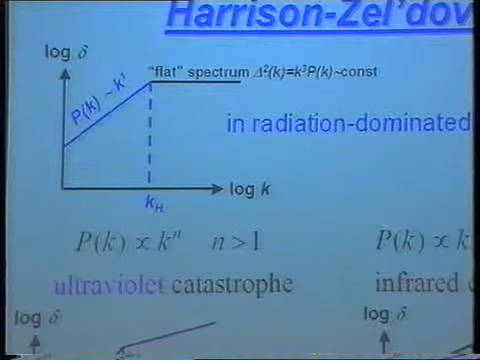 Harrison-Zel'dov
log δ
"flat" spectrum Δ²(k)=k³P(k)~const
P(k) ~ k¹
in radiation-dominated
log k
k_H
P(k) ∝ kⁿ n > 1
P(k) ∝ k
ultraviolet catastrophe
infrared
log δ
log δ